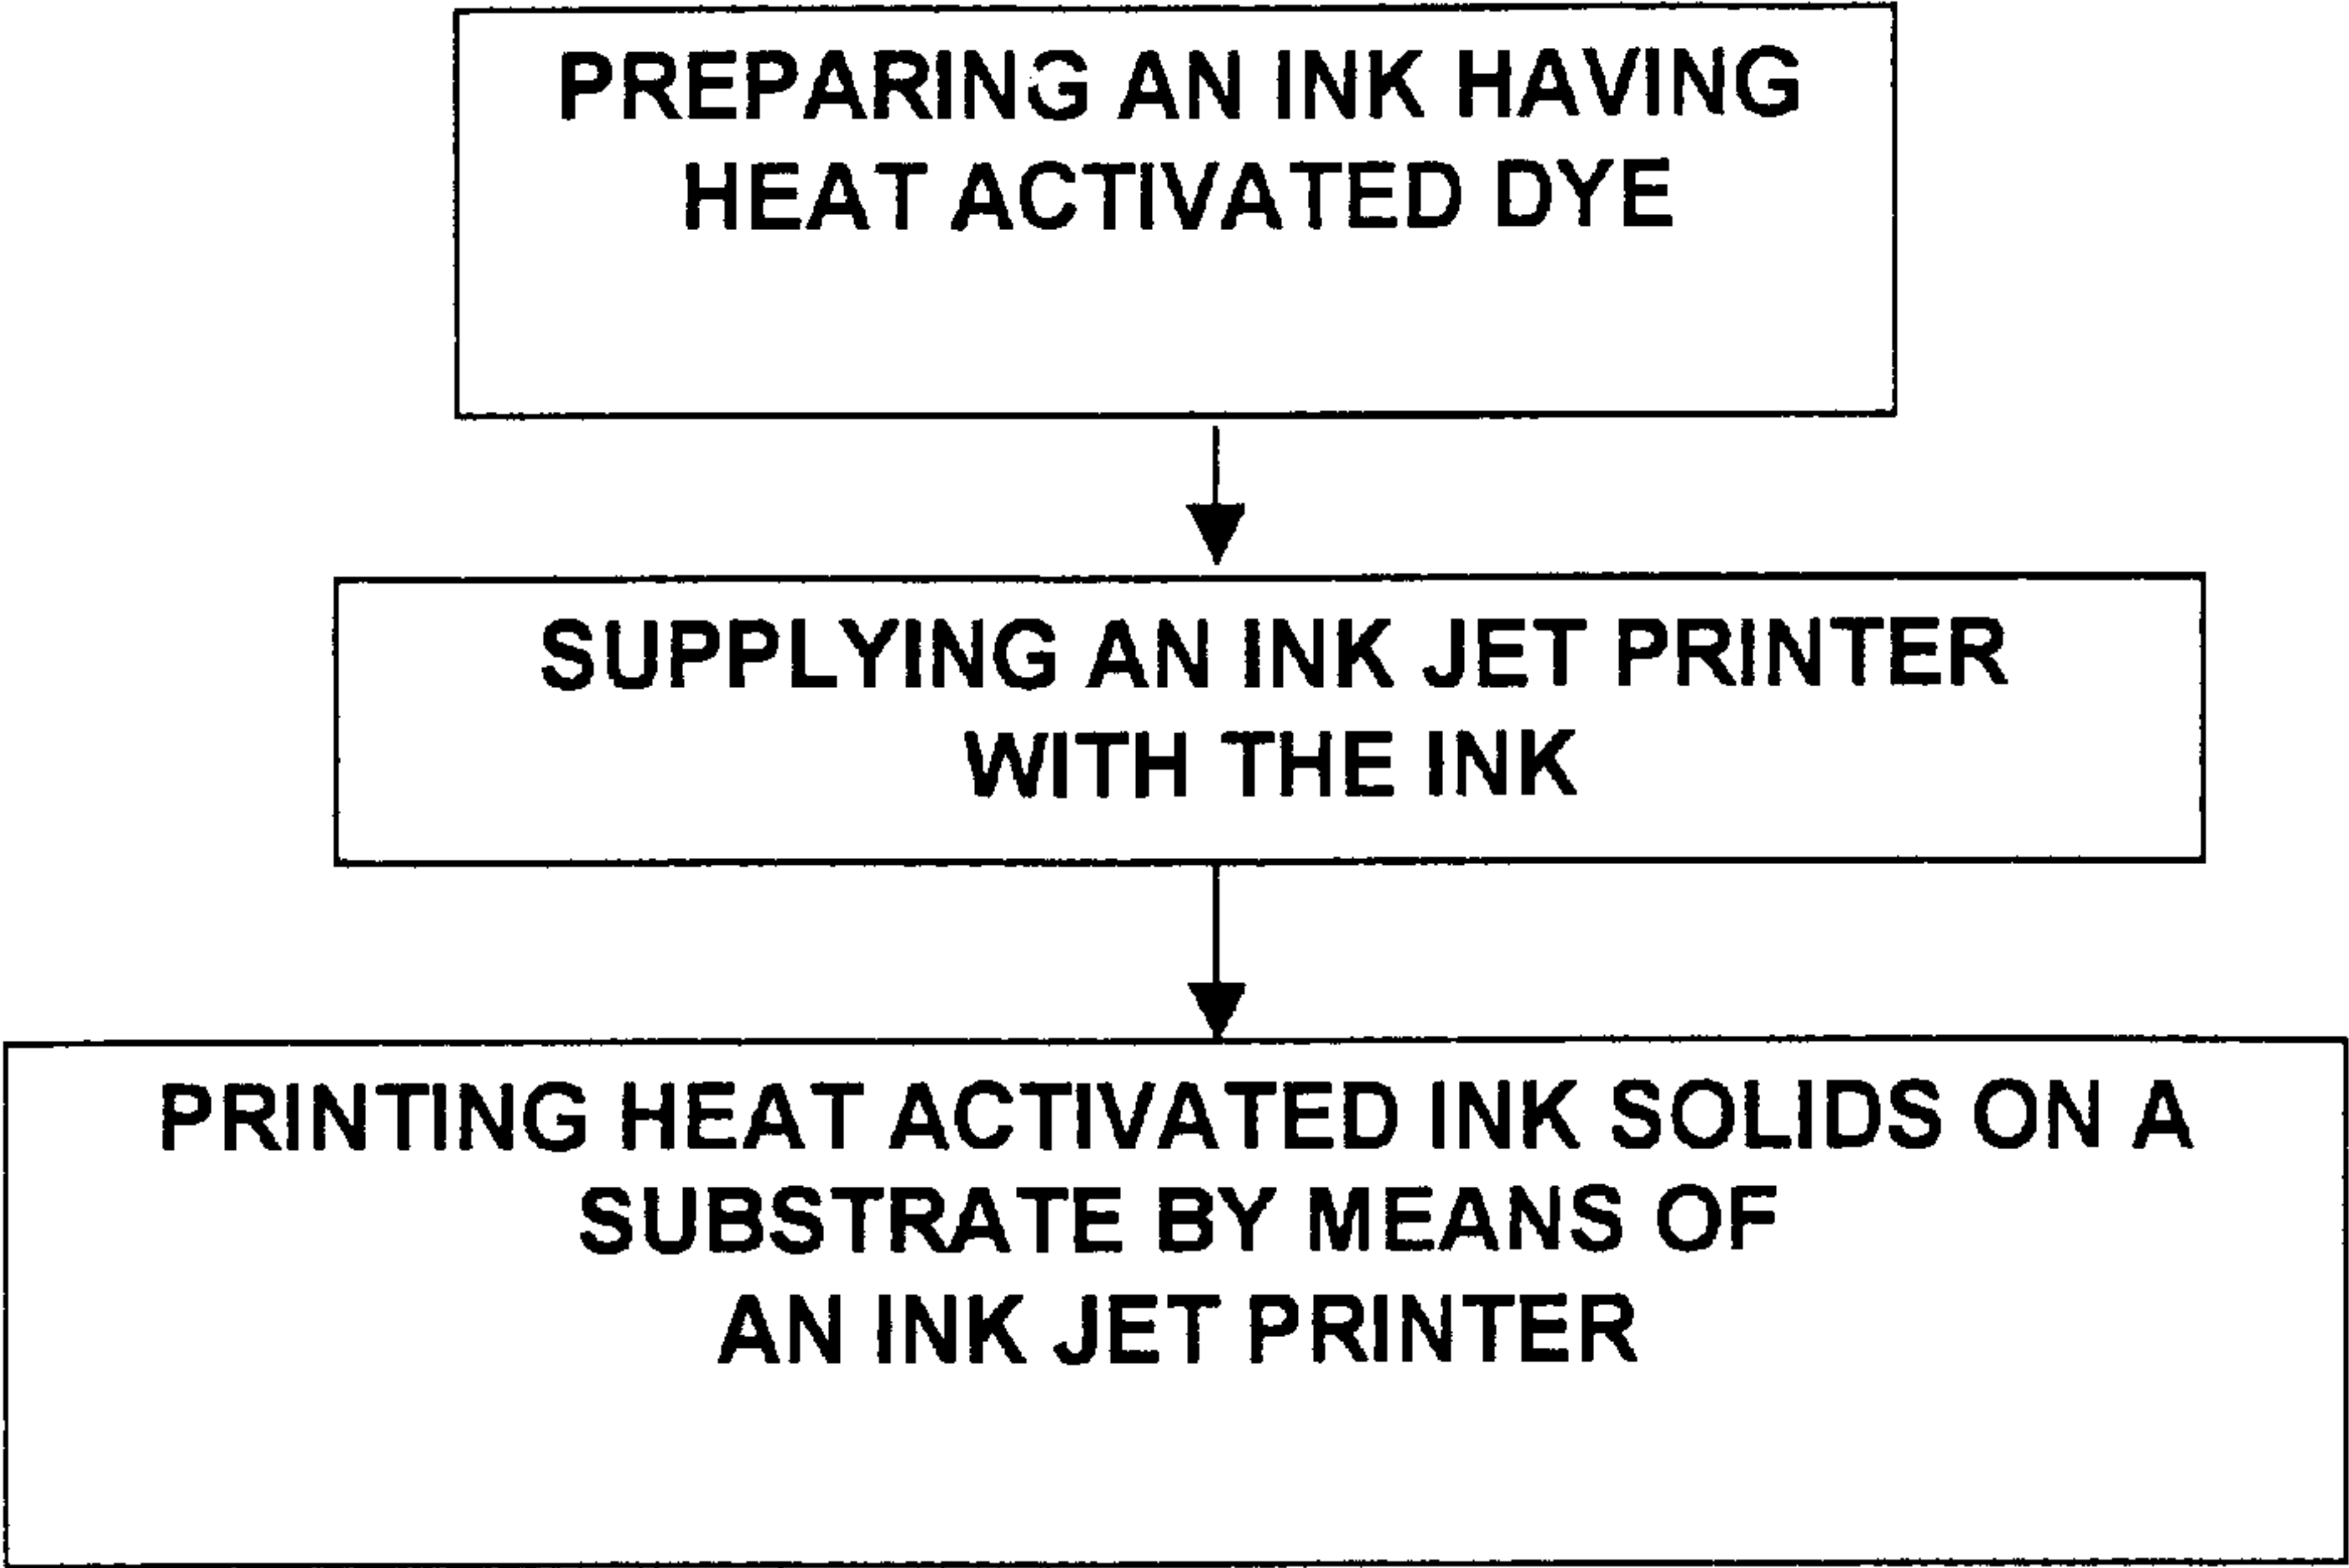 PREPARING AN INK HAVING
HEAT ACTIVATED DYE
SUPPLYING AN INK JET PRINTER
WITH THE INK
PRINTING HEAT ACTIVATED INK SOLIDS ON A
SUBSTRATE BY MEANS OF
AN INK JET PRINTER